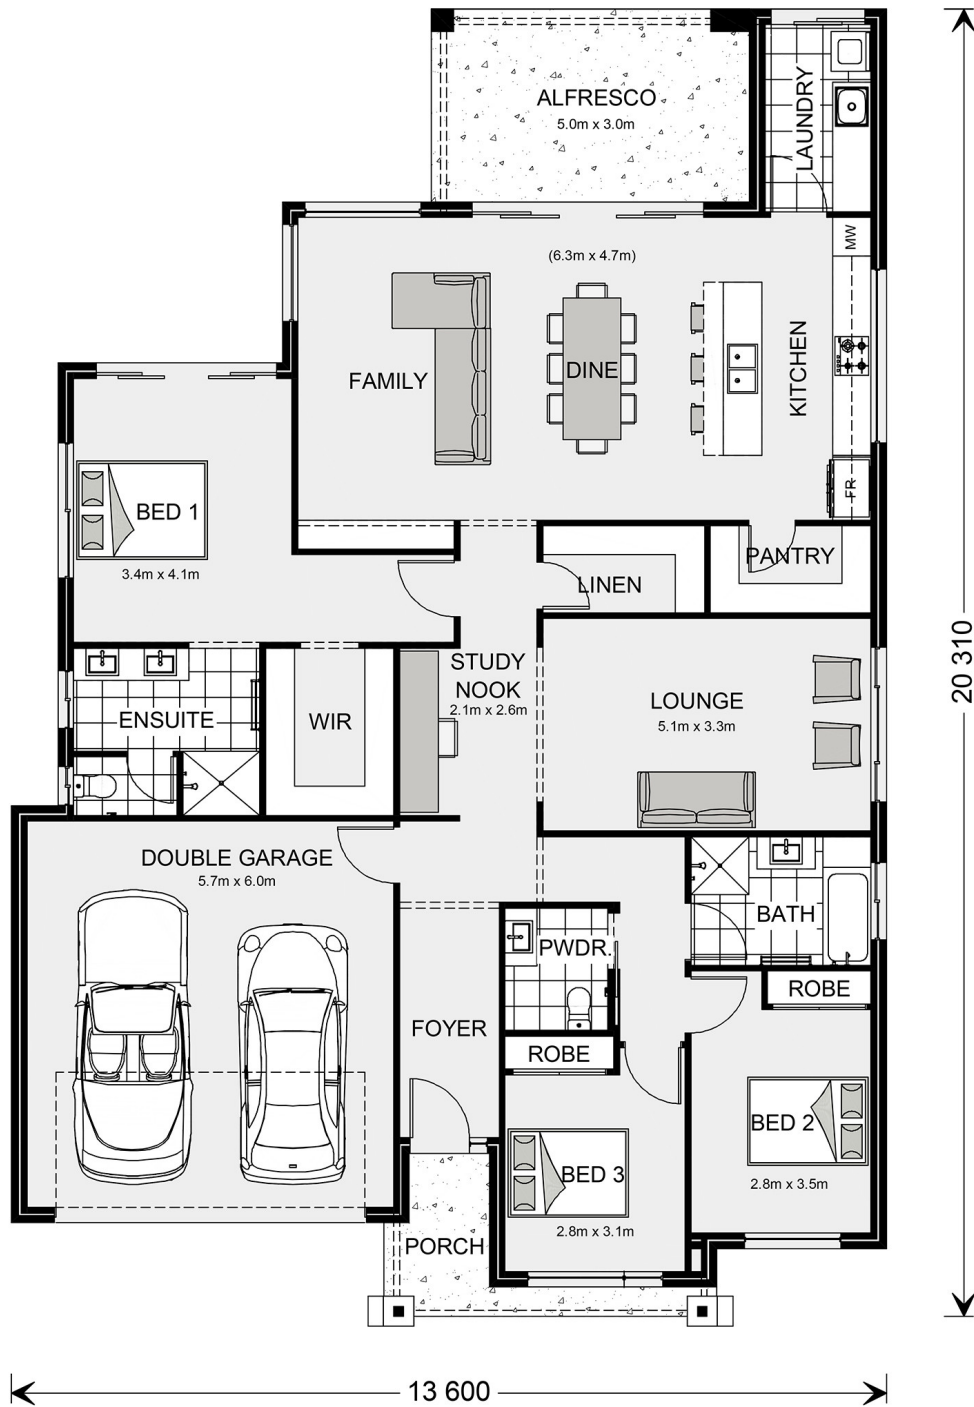 ALFRESCO
5.0m x 3.0m
LAUNDRY
(6.3m x 4.7m)
MW
FAMILY
DINE
KITCHEN
FR
BED 1
3.4m x 4.1m
LINEN
PANTRY
STUDY
NOOK
2.1m x 2.6m
ENSUITE
WIR
LOUNGE
5.1m x 3.3m
20 310
DOUBLE GARAGE
5.7m x 6.0m
BATH
PWDR.
ROBE
FOYER
ROBE
BED 2
2.8m x 3.5m
BED 3
2.8m x 3.1m
PORCH
13 600